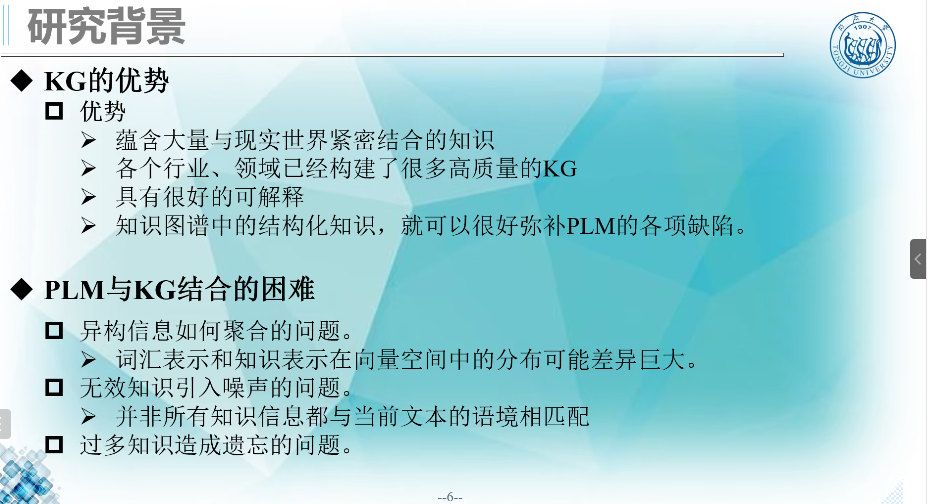 研究背景
同济大学
1907
TONGJI UNIVERSITY
◆ KG的优势
优势
➢ 蕴含大量与现实世界紧密结合的知识
➢ 各个行业、领域已经构建了很多高质量的KG
➢ 具有很好的可解释
➢ 知识图谱中的结构化知识，就可以很好弥补PLM的各项缺陷。
◆ PLM与KG结合的困难
异构信息如何聚合的问题。
➢ 词汇表示和知识表示在向量空间中的分布可能差异巨大。
无效知识引入噪声的问题。
➢ 并非所有知识信息都与当前文本的语境相匹配
过多知识造成遗忘的问题。
--6--